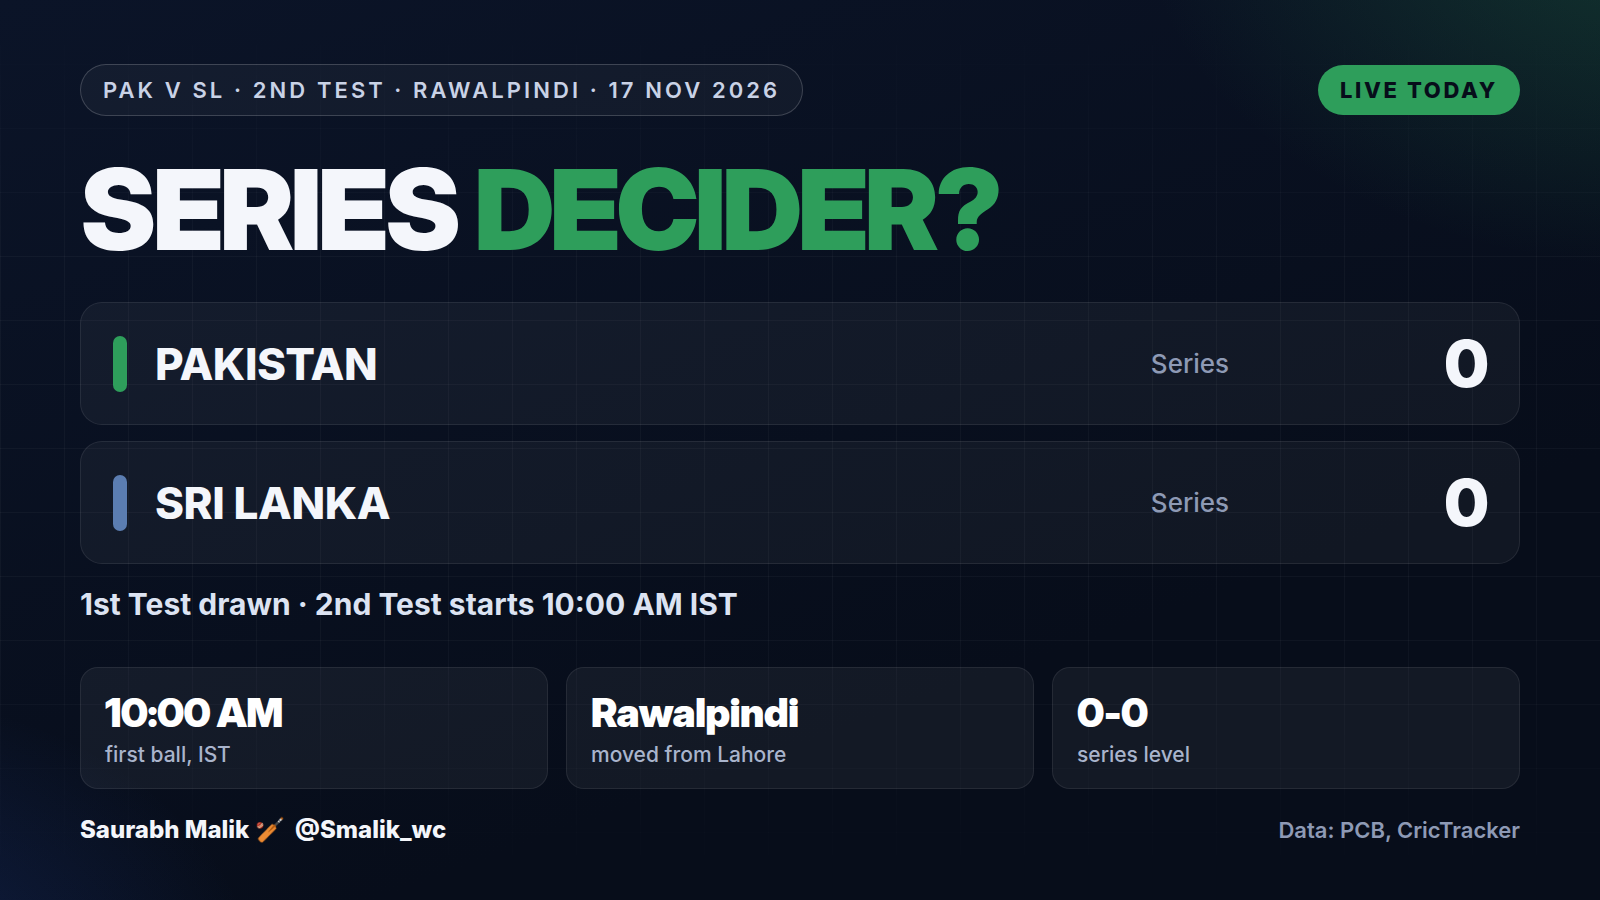 PAK V SL · 2ND TEST · RAWALPINDI · 17 NOV 2026
LIVE TODAY
SERIES DECIDER?
PAKISTAN Series 0
SRI LANKA Series 0
1st Test drawn · 2nd Test starts 10:00 AM IST
10:00 AM
first ball, IST
Rawalpindi
moved from Lahore
0-0
series level
Saurabh Malik 🏏 @Smalik_wc
Data: PCB, CricTracker